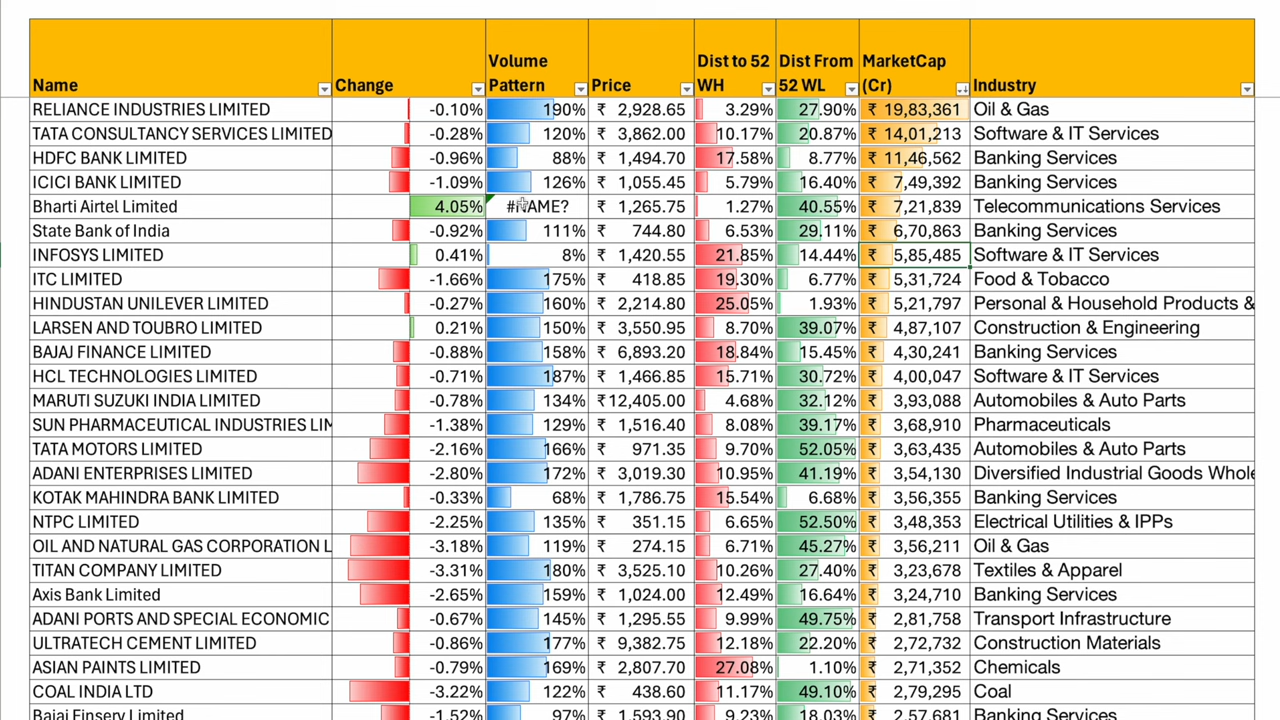 Name Change Volume Pattern Price Dist to 52 WH Dist From 52 WL MarketCap (Cr) Industry
RELIANCE INDUSTRIES LIMITED -0.10% 190% ₹ 2,928.65 3.29% 27.90% ₹ 19,83,361 Oil & Gas
TATA CONSULTANCY SERVICES LIMITED -0.28% 120% ₹ 3,862.00 10.17% 20.87% ₹ 14,01,213 Software & IT Services
HDFC BANK LIMITED -0.96% 88% ₹ 1,494.70 17.58% 8.77% ₹ 11,46,562 Banking Services
ICICI BANK LIMITED -1.09% 126% ₹ 1,055.45 5.79% 16.40% ₹ 7,49,392 Banking Services
Bharti Airtel Limited 4.05% #NAME? ₹ 1,265.75 1.27% 40.55% ₹ 7,21,839 Telecommunications Services
State Bank of India -0.92% 111% ₹ 744.80 6.53% 29.11% ₹ 6,70,863 Banking Services
INFOSYS LIMITED 0.41% 8% ₹ 1,420.55 21.85% 14.44% ₹ 5,85,485 Software & IT Services
ITC LIMITED -1.66% 175% ₹ 418.85 19.30% 6.77% ₹ 5,31,724 Food & Tobacco
HINDUSTAN UNILEVER LIMITED -0.27% 160% ₹ 2,214.80 25.05% 1.93% ₹ 5,21,797 Personal & Household Products &
LARSEN AND TOUBRO LIMITED 0.21% 150% ₹ 3,550.95 8.70% 39.07% ₹ 4,87,107 Construction & Engineering
BAJAJ FINANCE LIMITED -0.88% 158% ₹ 6,893.20 18.84% 15.45% ₹ 4,30,241 Banking Services
HCL TECHNOLOGIES LIMITED -0.71% 187% ₹ 1,466.85 15.71% 30.72% ₹ 4,00,047 Software & IT Services
MARUTI SUZUKI INDIA LIMITED -0.78% 134% ₹ 12,405.00 4.68% 32.12% ₹ 3,93,088 Automobiles & Auto Parts
SUN PHARMACEUTICAL INDUSTRIES LIM -1.38% 129% ₹ 1,516.40 8.08% 39.17% ₹ 3,68,910 Pharmaceuticals
TATA MOTORS LIMITED -2.16% 166% ₹ 971.35 9.70% 52.05% ₹ 3,63,435 Automobiles & Auto Parts
ADANI ENTERPRISES LIMITED -2.80% 172% ₹ 3,019.30 10.95% 41.19% ₹ 3,54,130 Diversified Industrial Goods Whole
KOTAK MAHINDRA BANK LIMITED -0.33% 68% ₹ 1,786.75 15.54% 6.68% ₹ 3,56,355 Banking Services
NTPC LIMITED -2.25% 135% ₹ 351.15 6.65% 52.50% ₹ 3,48,353 Electrical Utilities & IPPs
OIL AND NATURAL GAS CORPORATION L -3.18% 119% ₹ 274.15 6.71% 45.27% ₹ 3,56,211 Oil & Gas
TITAN COMPANY LIMITED -3.31% 180% ₹ 3,525.10 10.26% 27.40% ₹ 3,23,678 Textiles & Apparel
Axis Bank Limited -2.65% 159% ₹ 1,024.00 12.49% 16.64% ₹ 3,24,710 Banking Services
ADANI PORTS AND SPECIAL ECONOMIC -0.67% 145% ₹ 1,295.55 9.99% 49.75% ₹ 2,81,758 Transport Infrastructure
ULTRATECH CEMENT LIMITED -0.86% 177% ₹ 9,382.75 12.18% 22.20% ₹ 2,72,732 Construction Materials
ASIAN PAINTS LIMITED -0.79% 169% ₹ 2,807.70 27.08% 1.10% ₹ 2,71,352 Chemicals
COAL INDIA LTD -3.22% 122% ₹ 438.60 11.17% 49.10% ₹ 2,79,295 Coal
Bajaj Finserv Limited -1.52% 97% ₹ 1,593.90 9.23% 18.03% ₹ 2,57,681 Banking Services